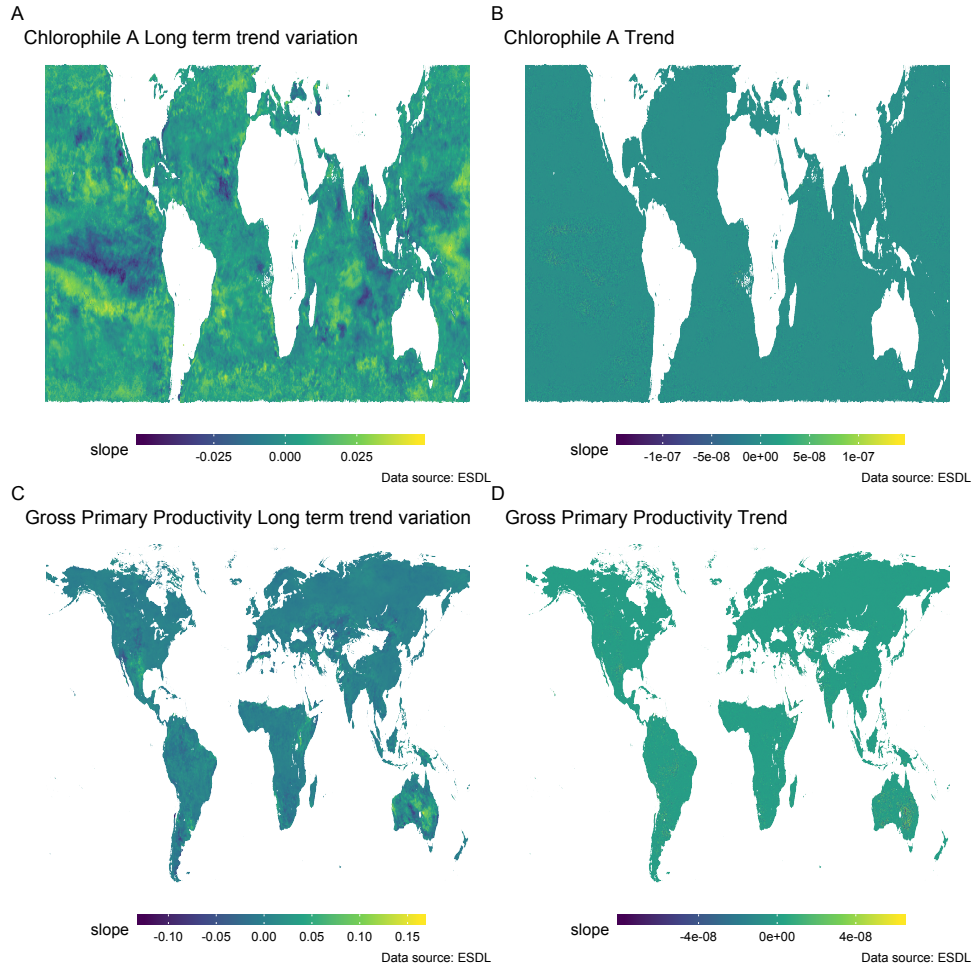 A
Chlorophile A Long term trend variation
slope
-0.025 0.000 0.025
Data source: ESDL
B
Chlorophile A Trend
slope
-1e-07 -5e-08 0e+00 5e-08 1e-07
Data source: ESDL
C
Gross Primary Productivity Long term trend variation
slope
-0.10 -0.05 0.00 0.05 0.10 0.15
Data source: ESDL
D
Gross Primary Productivity Trend
slope
-4e-08 0e+00 4e-08
Data source: ESDL